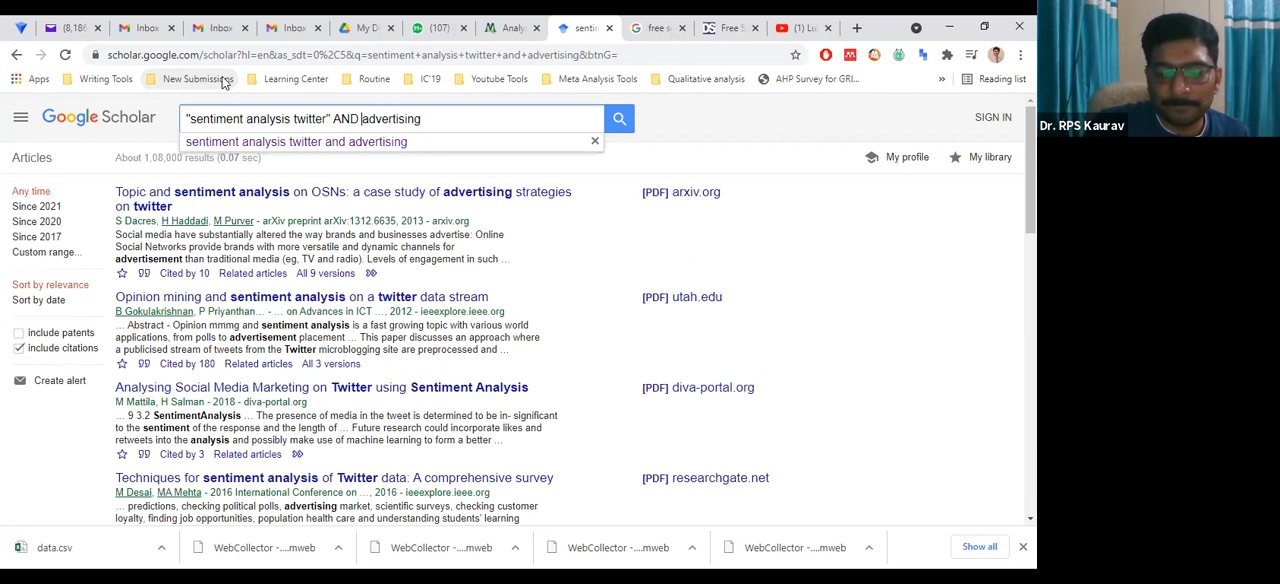 (8,186
Inbox
Inbox
Inbox
My D
(107)
Analy
sentin
free s
Free S
Lu
scholar.google.com/scholar?hl=en&as_sdt=0%2C5&q=sentiment+analysis+twitter+and+advertising&btnG=
Apps
Writing Tools
New Submissions
Learning Center
Routine
IC'19
Youtube Tools
Meta Analysis Tools
Qualitative analysis
AHP Survey for GRI...
Reading list
Google Scholar
"sentiment analysis twitter" AND advertising
SIGN IN
sentiment analysis twitter and advertising
Articles
About 1,08,000 results (0.07 sec)
My profile
My library
Any time
Since 2021
Since 2020
Since 2017
Custom range...
Sort by relevance
Sort by date
include patents
include citations
Create alert
Topic and sentiment analysis on OSNs: a case study of advertising strategies
on twitter
S Dacres, H Haddadi, M Purver - arXiv preprint arXiv:1312.6635, 2013 - arxiv.org
Social media have substantially altered the way brands and businesses advertise: Online
Social Networks provide brands with more versatile and dynamic channels for
advertisement than traditional media (eg, TV and radio). Levels of engagement in such ...
Cited by 10 Related articles All 9 versions
[PDF] arxiv.org
Opinion mining and sentiment analysis on a twitter data stream
B Gokulakrishnan, P Priyanthan... - ... on Advances in ICT ..., 2012 - ieeexplore.ieee.org
... Abstract - Opinion mmmg and sentiment analysis is a fast growing topic with various world
applications, from polls to advertisement placement ... This paper discusses an approach where
a publicised stream of tweets from the Twitter microblogging site are preprocessed and ...
Cited by 180 Related articles All 3 versions
[PDF] utah.edu
Analysing Social Media Marketing on Twitter using Sentiment Analysis
M Mattila, H Salman - 2018 - diva-portal.org
... 9 3.2 SentimentAnalysis ... The presence of media in the tweet is determined to be in- significant
to the sentiment of the response and the length of ... Future research could incorporate likes and
retweets into the analysis and possibly make use of machine learning to form a better ...
Cited by 3 Related articles
[PDF] diva-portal.org
Techniques for sentiment analysis of Twitter data: A comprehensive survey
M Desai, MA Mehta - 2016 International Conference on ..., 2016 - ieeexplore.ieee.org
... predictions, checking political polls, advertising market, scientific surveys, checking customer
loyalty, finding job opportunities, population health care and understanding students' learning
[PDF] researchgate.net
data.csv
WebCollector -....mweb
WebCollector -....mweb
WebCollector -....mweb
WebCollector -....mweb
Show all
Dr. RPS Kaurav